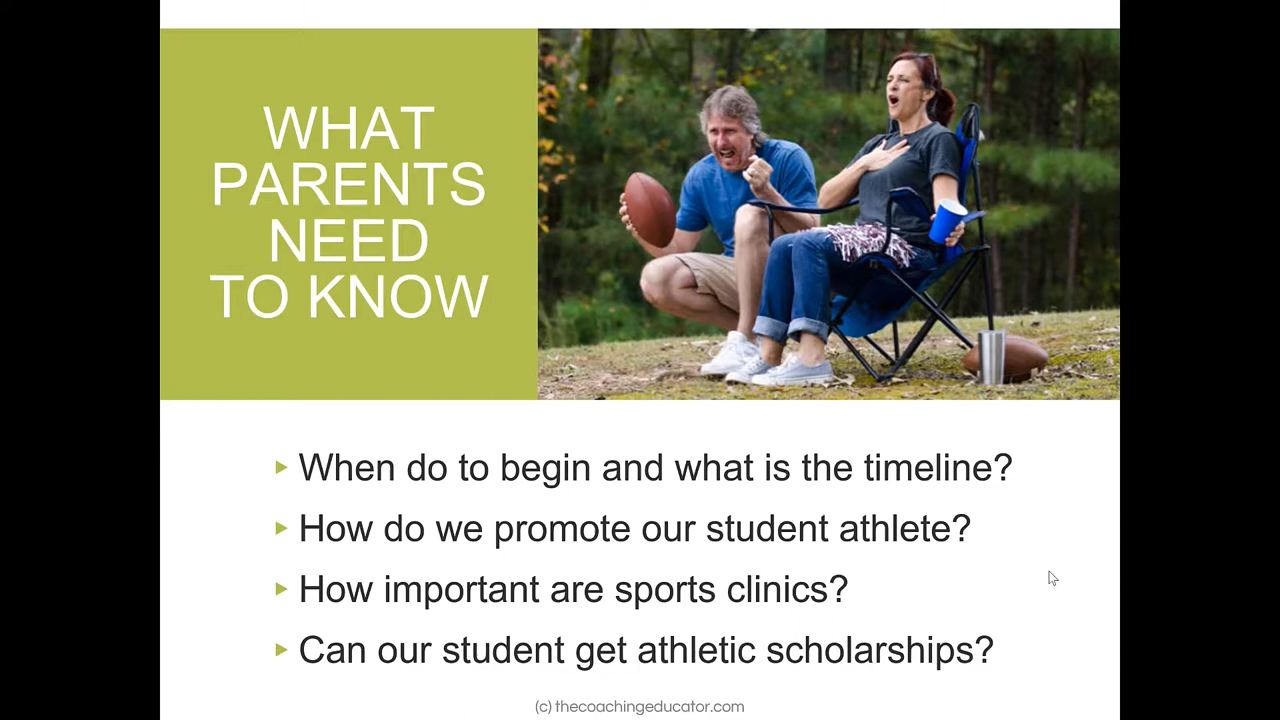 WHAT
PARENTS
NEED
TO KNOW
When do to begin and what is the timeline?
How do we promote our student athlete?
How important are sports clinics?
Can our student get athletic scholarships?
(c) thecoachingeducator.com